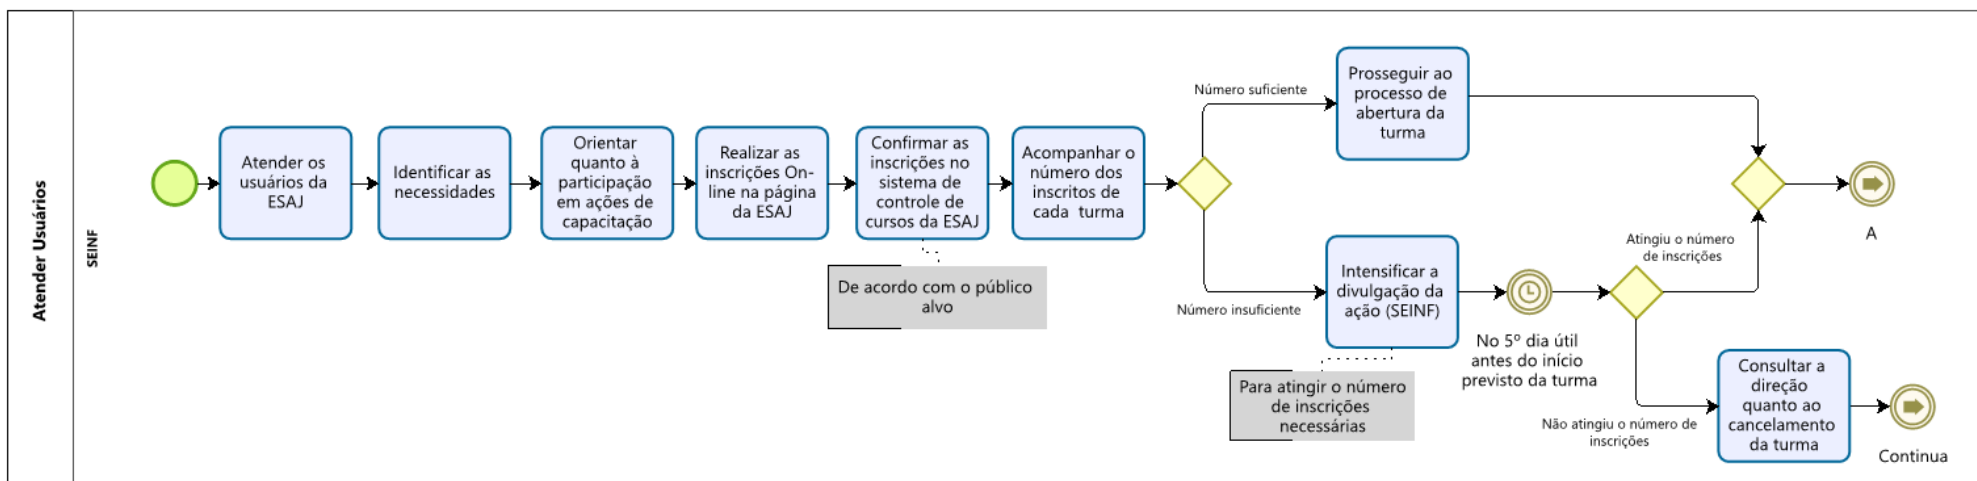 Atender Usuários
SEINF
Atender os
usuários da
ESAJ
Identificar as
necessidades
Orientar
quanto à
participação
em ações de
capacitação
Realizar as
inscrições On-
line na página
da ESAJ
Confirmar as
inscrições no
sistema de
controle de
cursos da ESAJ
De acordo com o público
alvo
Acompanhar o
número dos
inscritos de
cada turma
Número suficiente
Prosseguir ao
processo de
abertura da
turma
Número insuficiente
Intensificar a
divulgação da
ação (SEINF)
Para atingir o número
de inscrições
necessárias
No 5º dia útil
antes do início
previsto da turma
Atingiu o número
de inscrições
A
Não atingiu o número de
inscrições
Consultar a
direção
quanto ao
cancelamento
da turma
Continua